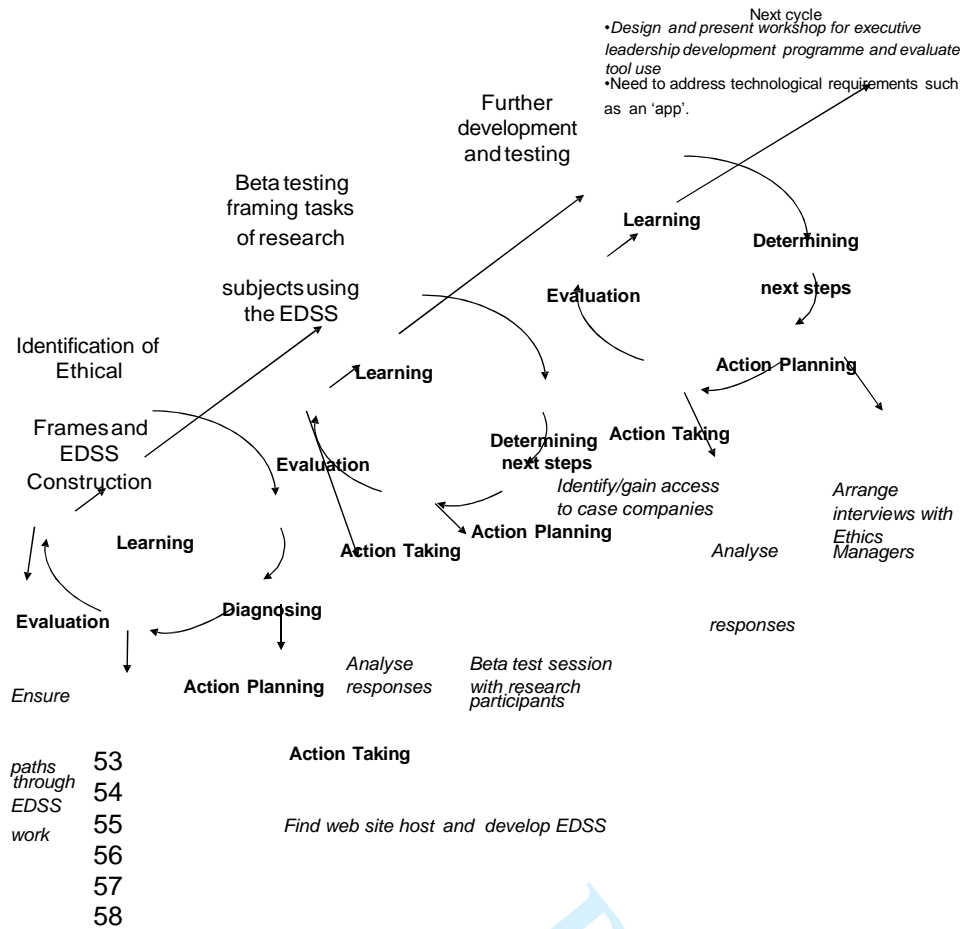 Next cycle
•Design and present workshop for executive
leadership development programme and evaluate
tool use
•Need to address technological requirements such
as an ‘app’.
Further
development
and testing
Beta testing
framing tasks
of research
subjects using
the EDSS
Learning
Determining
next steps
Evaluation
Identification of
Ethical
Frames and
EDSS
Construction
Learning
Action Planning
Action Taking
Determining
next steps
Evaluation
Identify/gain access
to case companies
Arrange
interviews with
Ethics
Managers
Action Planning
Action Taking
Analyse
responses
Learning
Diagnosing
Evaluation
Analyse
responses
Beta test session
with research
participants
Action Planning
Ensure
paths
through
EDSS
work
Action Taking
Find web site host and develop EDSS
53
54
55
56
57
58